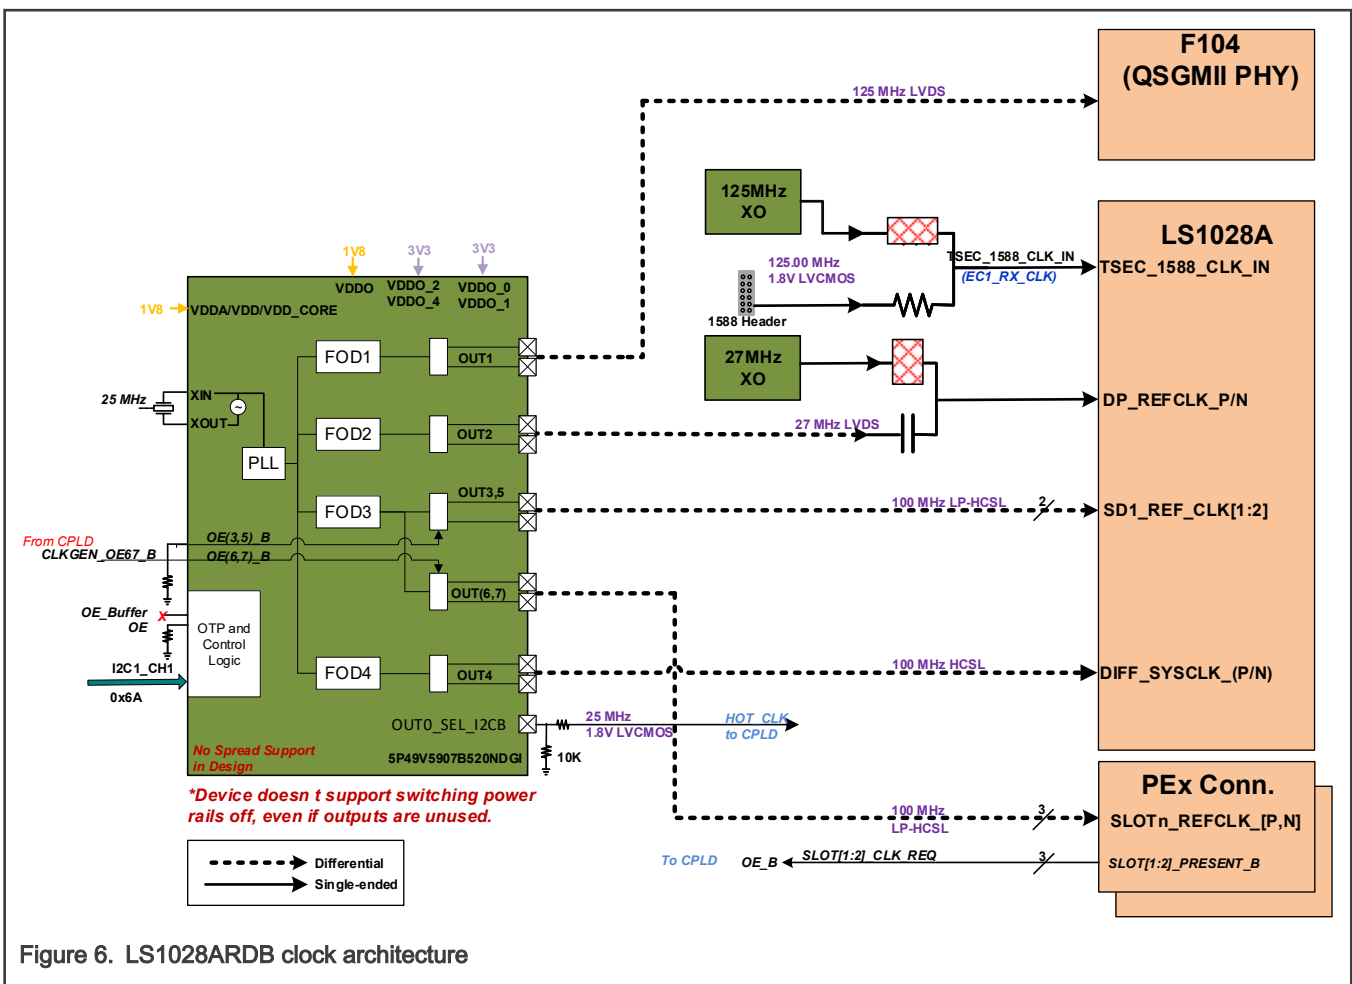 F104
(QSGMII PHY)
125 MHz LVDS
125MHz
XO
LS1028A
125.00 MHz
1.8V LVCMOS
TSEC_1588_CLK_IN
(EC1_RX_CLK)
TSEC_1588_CLK_IN
1588 Header
1V8
3V3
3V3
VDDO
VDDO_2
VDDO_4
VDDO_0
VDDO_1
1V8
VDDA/VDD/VDD_CORE
27MHz
XO
FOD1
OUT1
25 MHz
XIN
XOUT
~
DP_REFCLK_P/N
FOD2
OUT2
27 MHz LVDS
PLL
FOD3
OUT3,5
100 MHz LP-HCSL
2
SD1_REF_CLK[1:2]
From CPLD
CLKGEN_OE67_B
OE(3,5)_B
OE(6,7)_B
OUT(6,7)
OE_Buffer
X
OE
OTP and
Control
Logic
I2C1_CH1
0x6A
FOD4
OUT4
100 MHz HCSL
DIFF_SYSCLK_(P/N)
OUT0_SEL_I2CB
25 MHz
1.8V LVCMOS
HOT_CLK
to CPLD
10K
No Spread Support
in Design
5P49V5907B520NDGI
*Device doesn t support switching power
rails off, even if outputs are unused.
PEx Conn.
100 MHz
LP-HCSL
3
SLOTn_REFCLK_[P,N]
Differential
Single-ended
To CPLD
OE_B
SLOT[1:2]_CLK_REQ
3
SLOT[1:2]_PRESENT_B
Figure 6. LS1028ARDB clock architecture